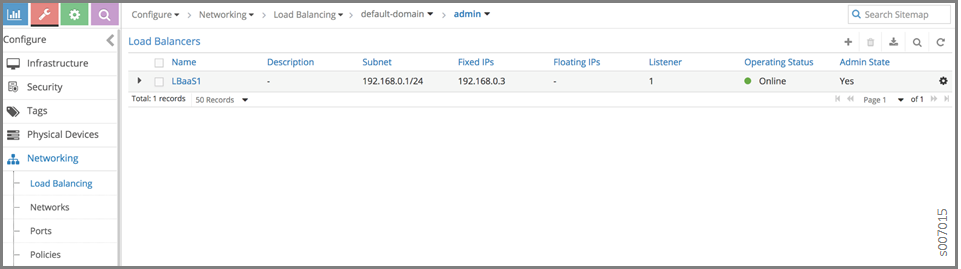 Configure > Networking > Load Balancing > default-domain > admin
Search Sitemap
Configure
Infrastructure
Security
Tags
Physical Devices
Networking
Load Balancing
Networks
Ports
Policies
Load Balancers
Name Description Subnet Fixed IPs Floating IPs Listener Operating Status Admin State
LBaaS1 - 192.168.0.1/24 192.168.0.3 - 1 Online Yes
Total: 1 records 50 Records Page 1 of 1
s007015